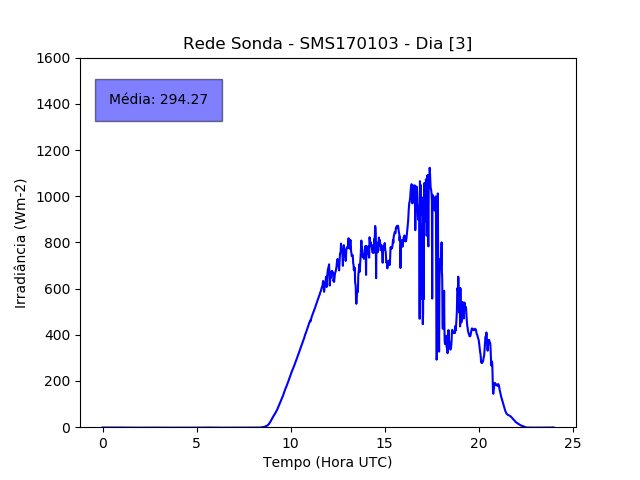 Rede Sonda - SMS170103 - Dia [3]
Irradiância (Wm-2)
1600
1400
1200
1000
800
600
400
200
0
Média: 294.27
0 5 10 15 20 25
Tempo (Hora UTC)